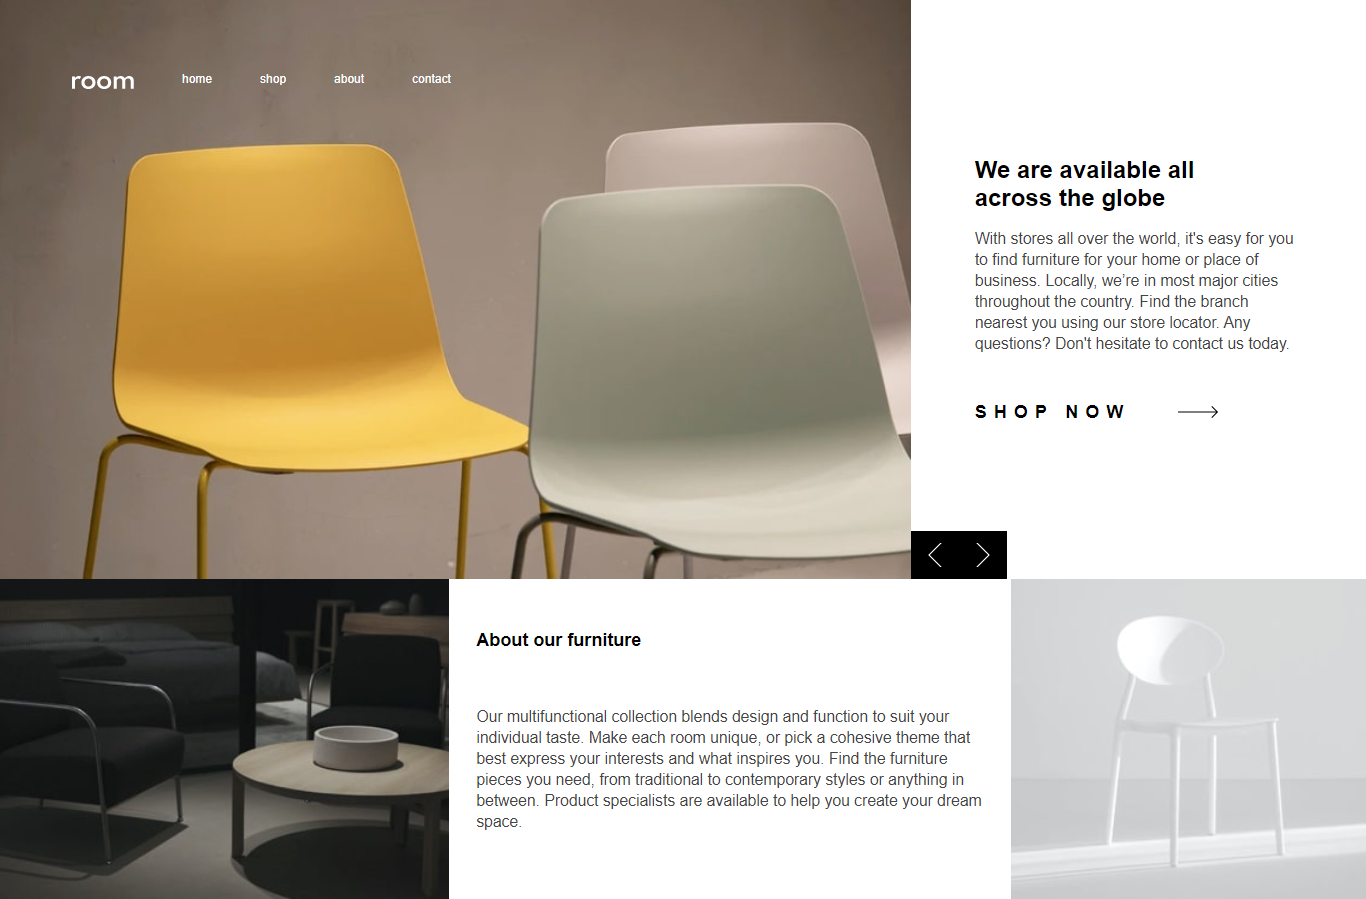 room home shop about contact
We are available all
across the globe
With stores all over the world, it's easy for you
to find furniture for your home or place of
business. Locally, we’re in most major cities
throughout the country. Find the branch
nearest you using our store locator. Any
questions? Don't hesitate to contact us today.
SHOP NOW
About our furniture
Our multifunctional collection blends design and function to suit your
individual taste. Make each room unique, or pick a cohesive theme that
best express your interests and what inspires you. Find the furniture
pieces you need, from traditional to contemporary styles or anything in
between. Product specialists are available to help you create your dream
space.